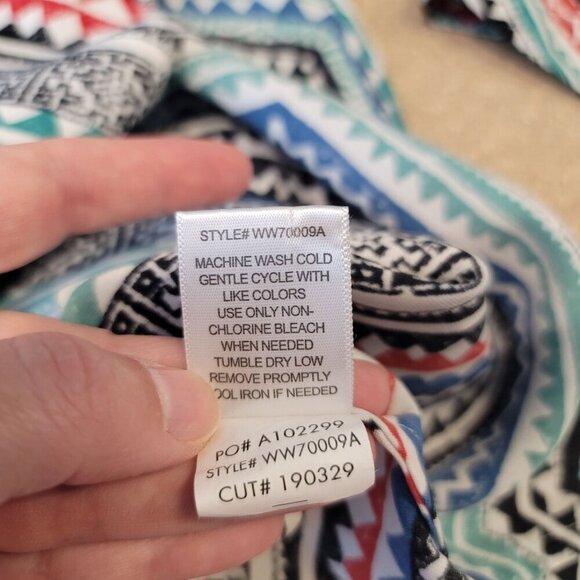 STYLE# WW70009A
MACHINE WASH COLD
GENTLE CYCLE WITH
LIKE COLORS
USE ONLY NON-
CHLORINE BLEACH
WHEN NEEDED
TUMBLE DRY LOW
REMOVE PROMPTLY
OOL IRON IF NEEDED
PO# A102299
STYLE# WW70009A
CUT# 190329